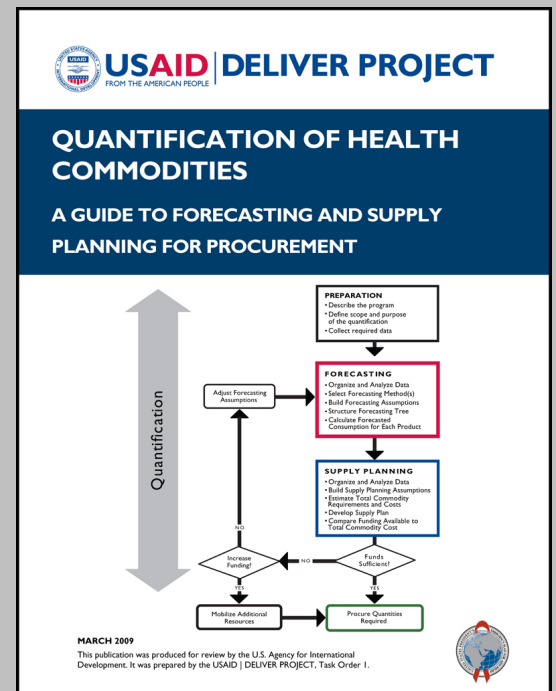 USAID
USAID | DELIVER PROJECT
FROM THE AMERICAN PEOPLE
QUANTIFICATION OF HEALTH
COMMODITIES
A GUIDE TO FORECASTING AND SUPPLY
PLANNING FOR PROCUREMENT
Quantification
PREPARATION
• Describe the program
• Define scope and purpose
of the quantification
• Collect required data
Adjust Forecasting
Assumptions
FORECASTING
• Organize and Analyze Data
• Select Forecasting Method(s)
• Build Forecasting Assumptions
• Structure Forecasting Tree
• Calculate Forecasted
Consumption for Each Product
SUPPLY PLANNING
• Organize and Analyze Data
• Build Supply Planning Assumptions
• Estimate Total Commodity
Requirements and Costs
• Develop Supply Plan
• Compare Funding Available to
Total Commodity Cost
NO
Increase
Funding?
NO
Funds
Sufficient?
YES
YES
Mobilize Additional
Resources
Procure Quantities
Required
MARCH 2009
This publication was produced for review by the U.S. Agency for International
Development. It was prepared by the USAID | DELIVER PROJECT, Task Order 1.